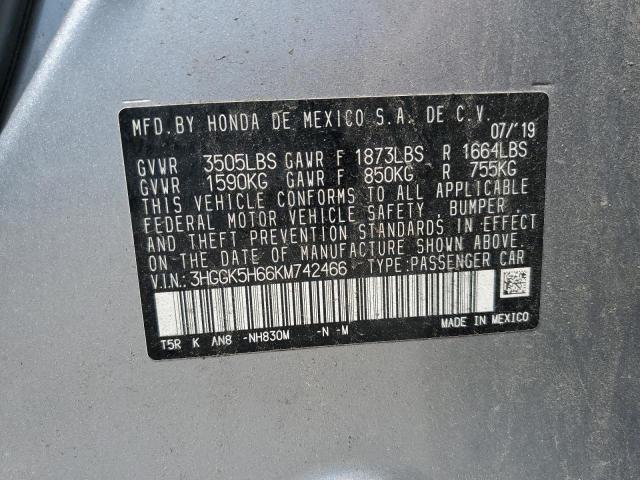 MFD. BY HONDA DE MEXICO S.A. DE C.V.
07/'19
GVWR 3505LBS GAWR F 1873LBS R 1664LBS
GVWR 1590KG GAWR F 850KG R 755KG
THIS VEHICLE CONFORMS TO ALL APPLICABLE
FEDERAL MOTOR VEHICLE SAFETY, BUMPER
AND THEFT PREVENTION STANDARDS IN EFFECT
ON THE DATE OF MANUFACTURE SHOWN ABOVE.
V.I.N.: 3HGGK5H66KM742466 TYPE:PASSENGER CAR
T5R K AN8 -NH830M -N -M MADE IN MEXICO